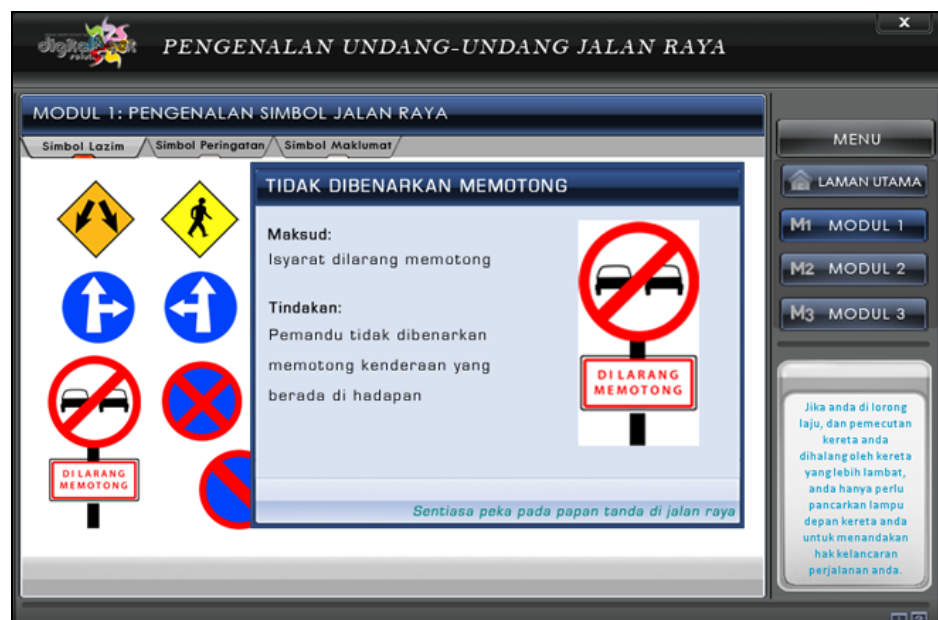 digital
PENGENALAN UNDANG-UNDANG JALAN RAYA
x
MODUL 1: PENGENALAN SIMBOL JALAN RAYA
Simbol Lazim
Simbol Peringatan
Simbol Maklumat
TIDAK DIBENARKAN MEMOTONG
Maksud:
Isyarat dilarang memotong
Tindakan:
Pemandu tidak dibenarkan
memotong kenderaan yang
berada di hadapan
DILARANG
MEMOTONG
Sentiasa peka pada papan tanda di jalan raya
DILARANG
MEMOTONG
MENU
LAMAN UTAMA
M1 MODUL 1
M2 MODUL 2
M3 MODUL 3
Jika anda di lorong
laju, dan pemecutan
kereta anda
dihalang oleh kereta
yang lebih lambat,
anda hanya perlu
pancarkan lampu
depan kereta anda
untuk menandakan
hak kelancaran
perjalanan anda.